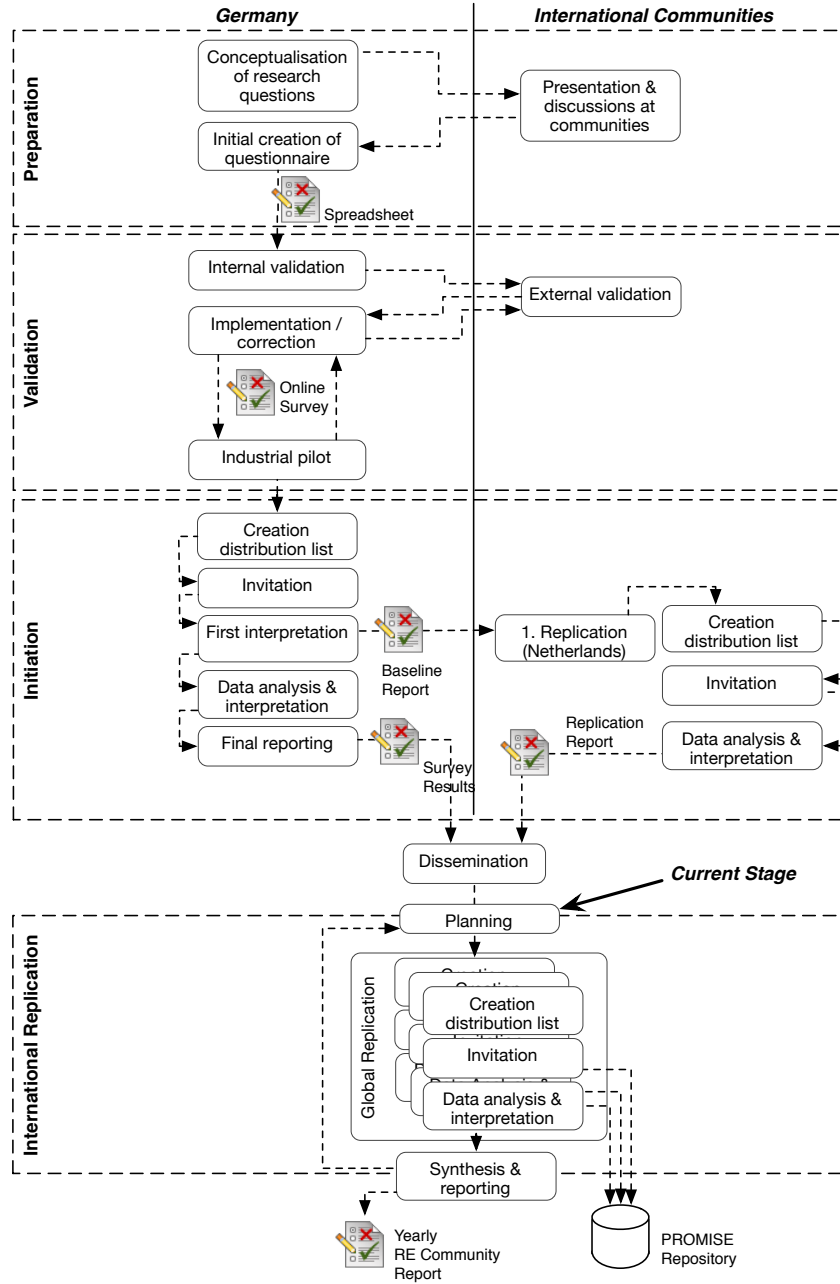 Germany
International Communities
Preparation
Conceptualisation
of research
questions
Presentation &
discussions at
communities
Initial creation of
questionnaire
Spreadsheet
Validation
Internal validation
External validation
Implementation /
correction
Online
Survey
Industrial pilot
Initiation
Creation
distribution list
Invitation
First interpretation
Baseline
Report
1. Replication
(Netherlands)
Creation
distribution list
Invitation
Data analysis &
interpretation
Data analysis &
interpretation
Replication
Report
Final reporting
Survey
Results
Dissemination
Current Stage
Planning
International Replication
Global Replication
Creation
distribution list
Invitation
Data analysis &
interpretation
Synthesis &
reporting
Yearly
RE Community
Report
PROMISE
Repository